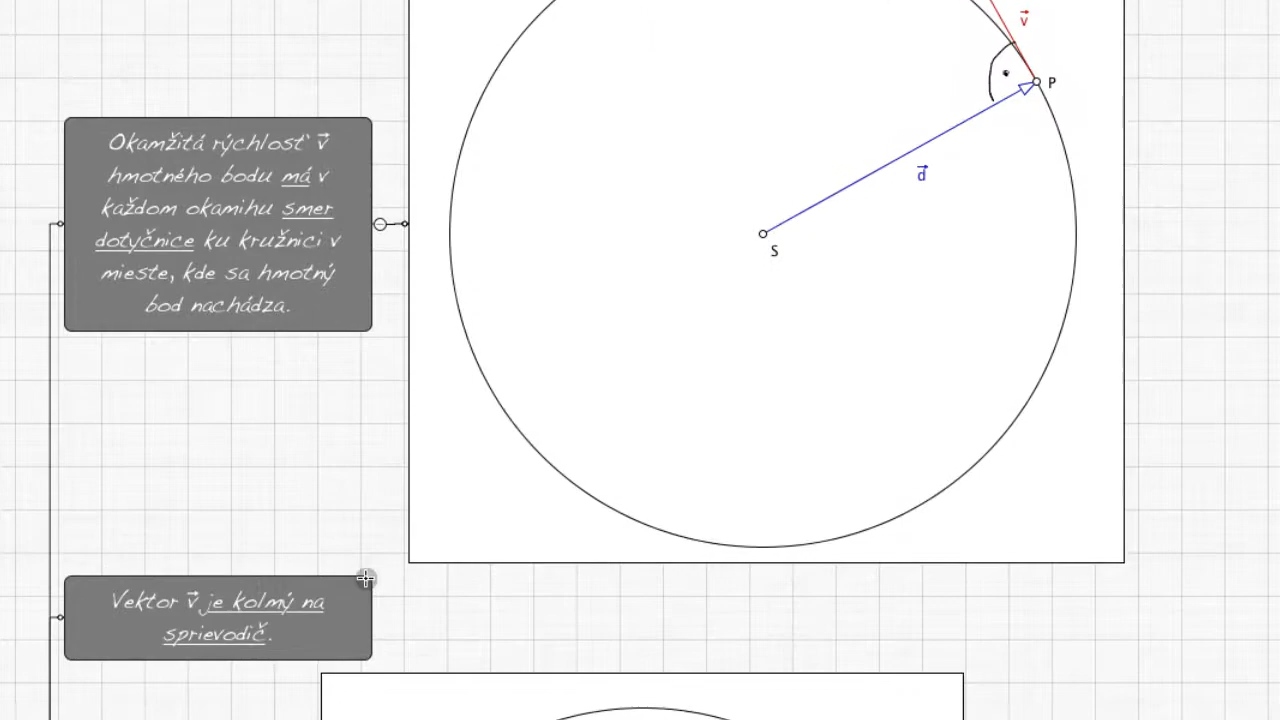 Okamžitá rýchlosť v⃗
hmotného bodu má v
každom okamihu smer
dotyčnice ku kružnici v
mieste, kde sa hmotný
bod nachádza.
v⃗
P
d⃗
S
Vektor v⃗ je kolmý na
sprievodič.